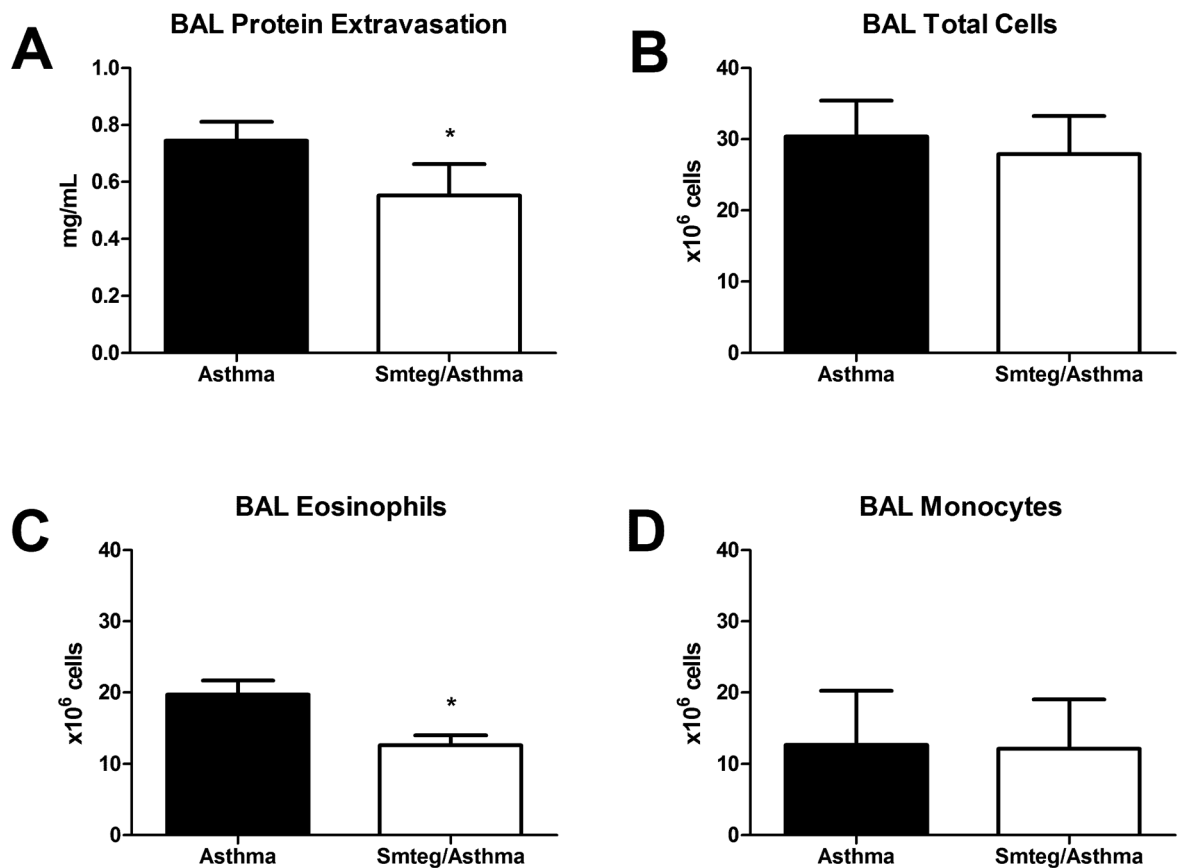 A
BAL Protein Extravasation
mg/mL
1.0
0.8
0.6
0.4
0.2
0.0
*
Asthma Smteg/Asthma
B
BAL Total Cells
x10⁶ cells
40
30
20
10
0
Asthma Smteg/Asthma
C
BAL Eosinophils
x10⁶ cells
40
30
20
10
0
*
Asthma Smteg/Asthma
D
BAL Monocytes
x10⁶ cells
40
30
20
10
0
Asthma Smteg/Asthma